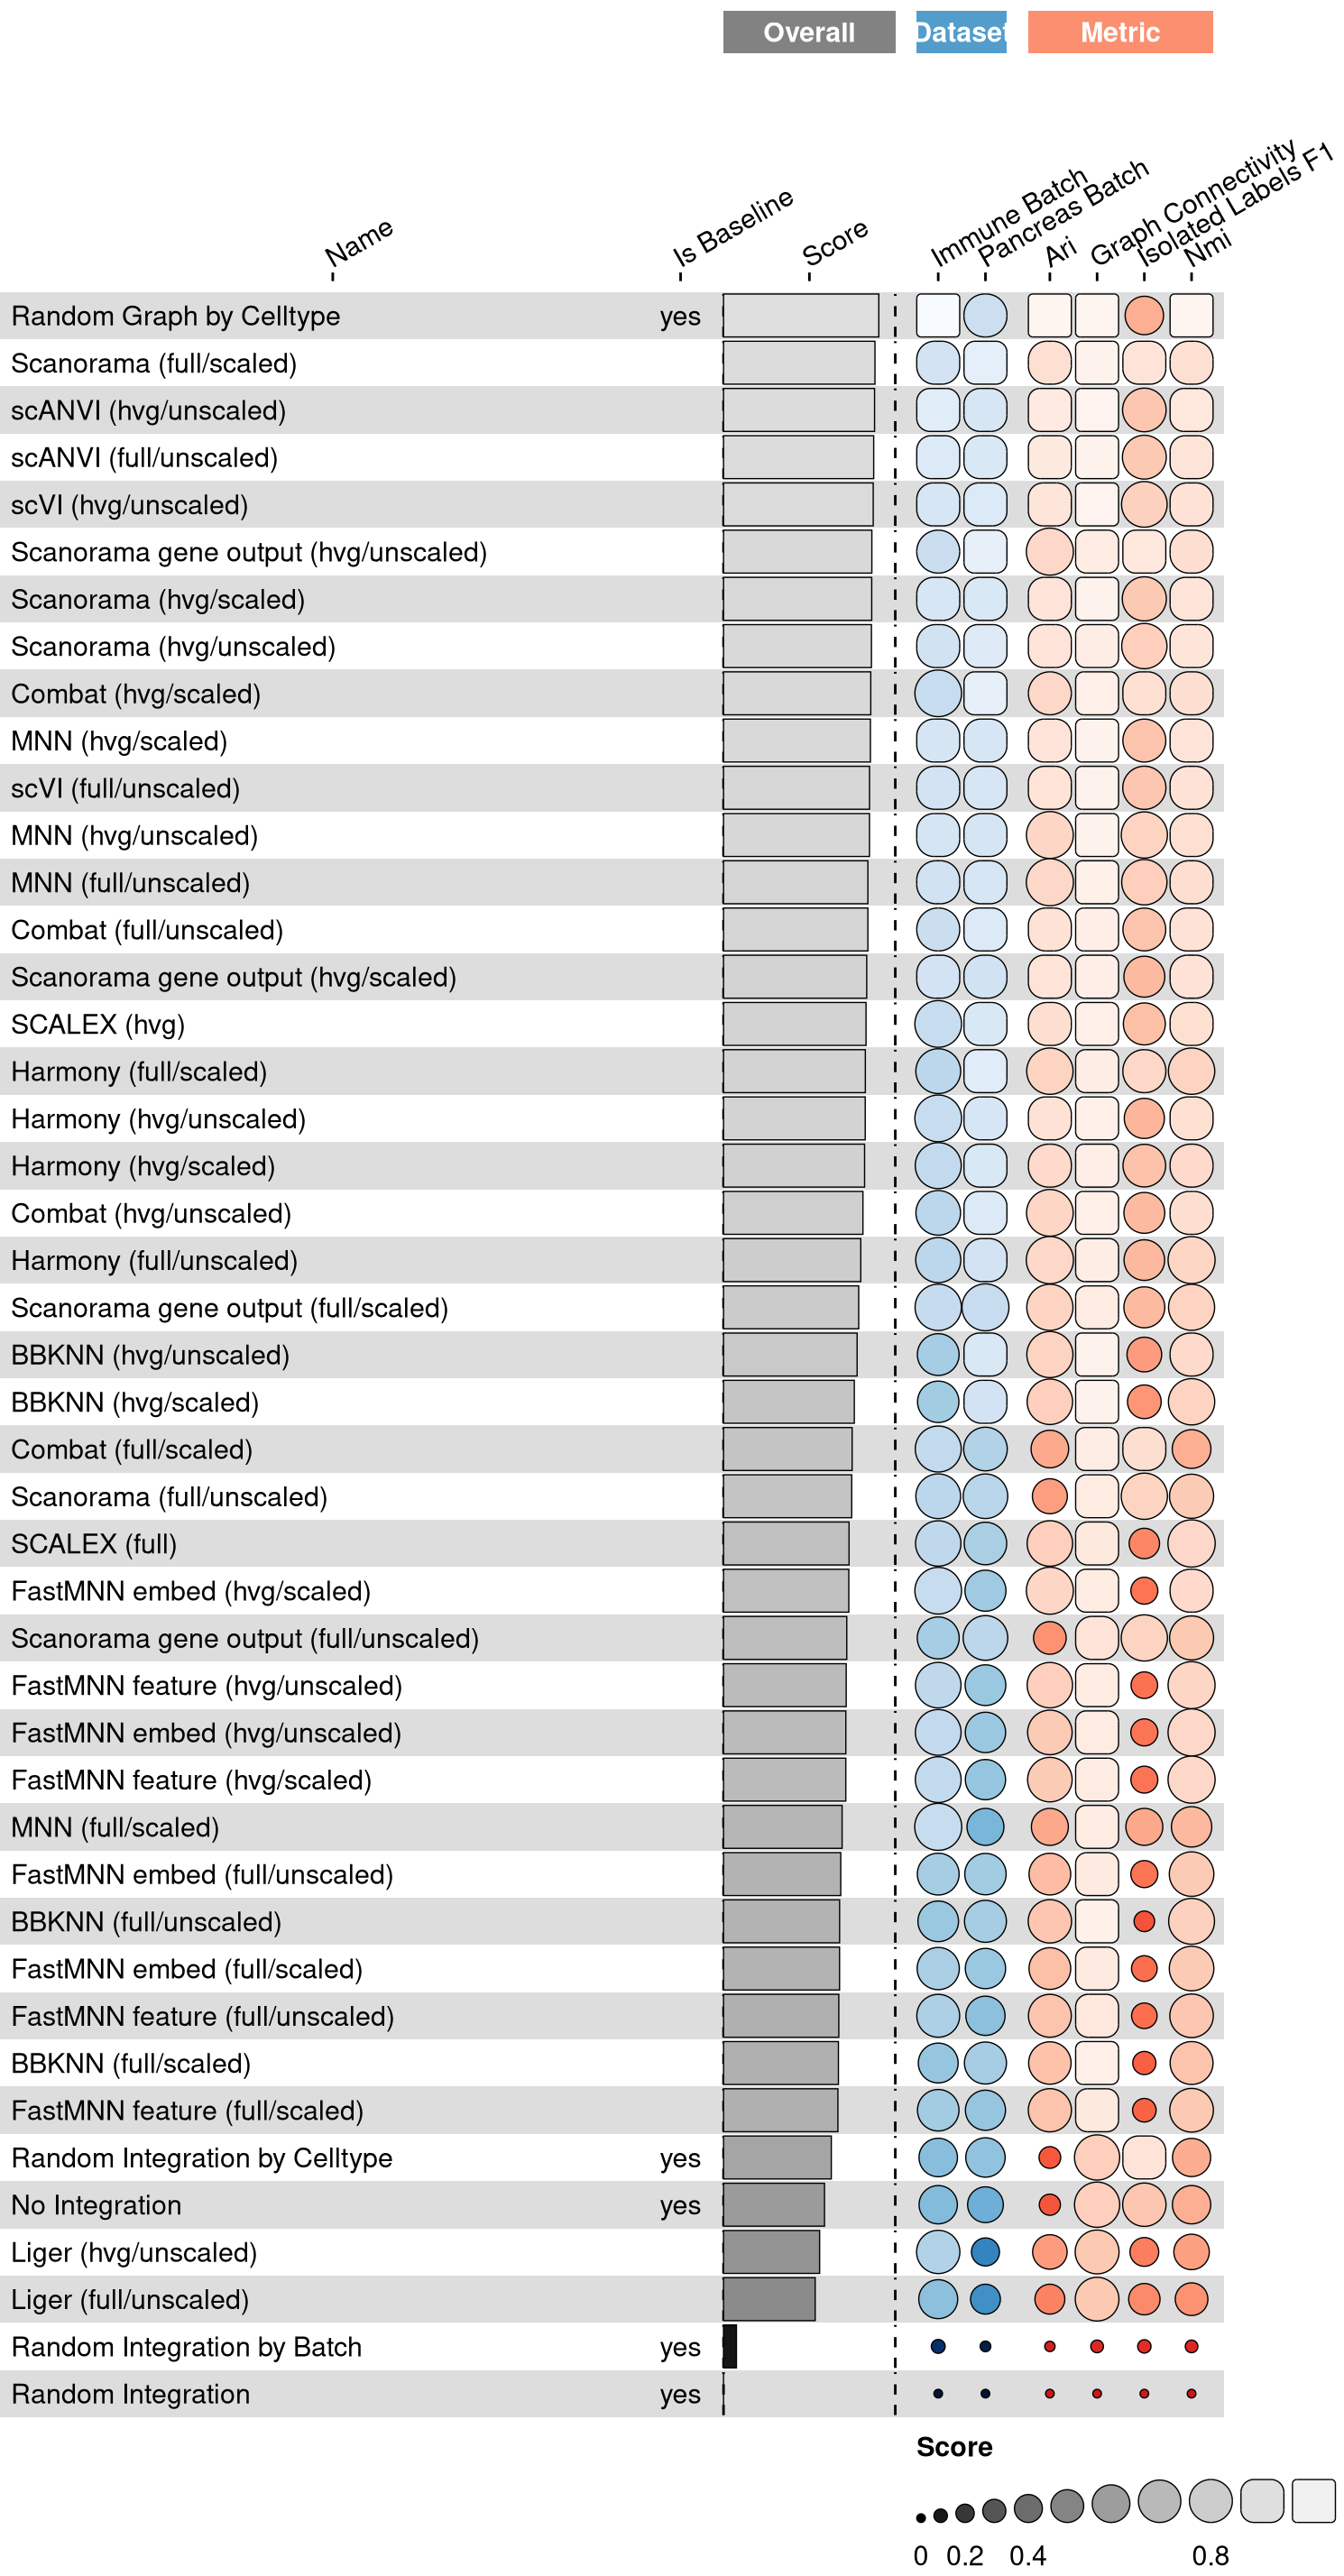 Overall Dataset Metric
Name Is Baseline Score Immune Batch Pancreas Batch Ari Graph Connectivity Isolated Labels F1 Nmi
Random Graph by Celltype yes
Scanorama (full/scaled)
scANVI (hvg/unscaled)
scANVI (full/unscaled)
scVI (hvg/unscaled)
Scanorama gene output (hvg/unscaled)
Scanorama (hvg/scaled)
Scanorama (hvg/unscaled)
Combat (hvg/scaled)
MNN (hvg/scaled)
scVI (full/unscaled)
MNN (hvg/unscaled)
MNN (full/unscaled)
Combat (full/unscaled)
Scanorama gene output (hvg/scaled)
SCALEX (hvg)
Harmony (full/scaled)
Harmony (hvg/unscaled)
Harmony (hvg/scaled)
Combat (hvg/unscaled)
Harmony (full/unscaled)
Scanorama gene output (full/scaled)
BBKNN (hvg/unscaled)
BBKNN (hvg/scaled)
Combat (full/scaled)
Scanorama (full/unscaled)
SCALEX (full)
FastMNN embed (hvg/scaled)
Scanorama gene output (full/unscaled)
FastMNN feature (hvg/unscaled)
FastMNN embed (hvg/unscaled)
FastMNN feature (hvg/scaled)
MNN (full/scaled)
FastMNN embed (full/unscaled)
BBKNN (full/unscaled)
FastMNN embed (full/scaled)
FastMNN feature (full/unscaled)
BBKNN (full/scaled)
FastMNN feature (full/scaled)
Random Integration by Celltype yes
No Integration yes
Liger (hvg/unscaled)
Liger (full/unscaled)
Random Integration by Batch yes
Random Integration yes
Score
0 0.2 0.4 0.8